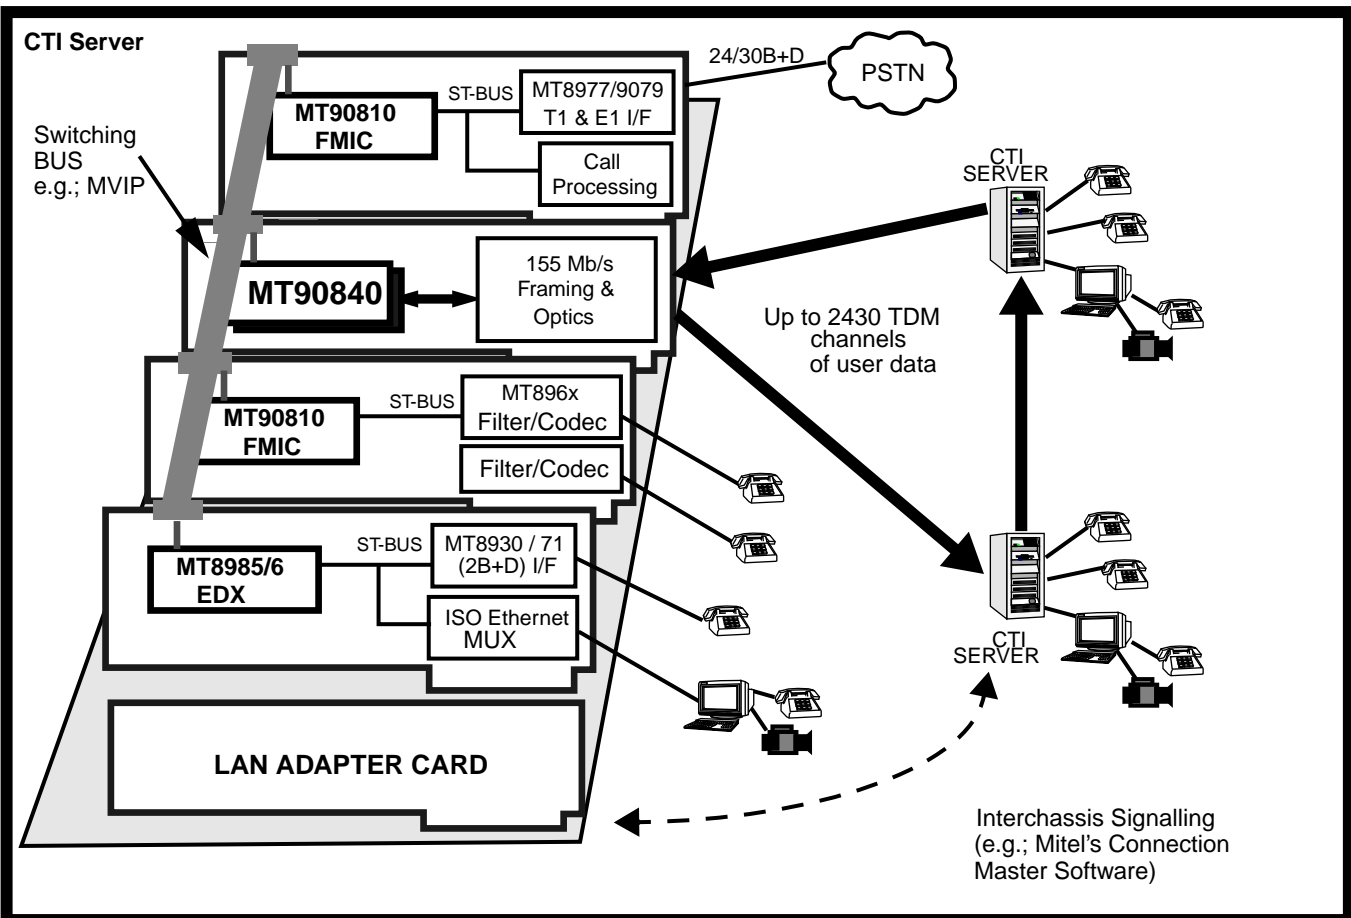 CTI Server
24/30B+D
PSTN
ST-BUS
MT8977/9079
T1 & E1 I/F
MT90810
FMIC
Call
Processing
Switching
BUS
e.g.; MVIP
CTI
SERVER
MT90840
155 Mb/s
Framing &
Optics
Up to 2430 TDM
channels
of user data
MT90810
FMIC
ST-BUS
MT896x
Filter/Codec
Filter/Codec
MT8985/6
EDX
ST-BUS
MT8930 / 71
(2B+D) I/F
ISO Ethernet
MUX
CTI
SERVER
LAN ADAPTER CARD
Interchassis Signalling
(e.g.; Mitel's Connection
Master Software)